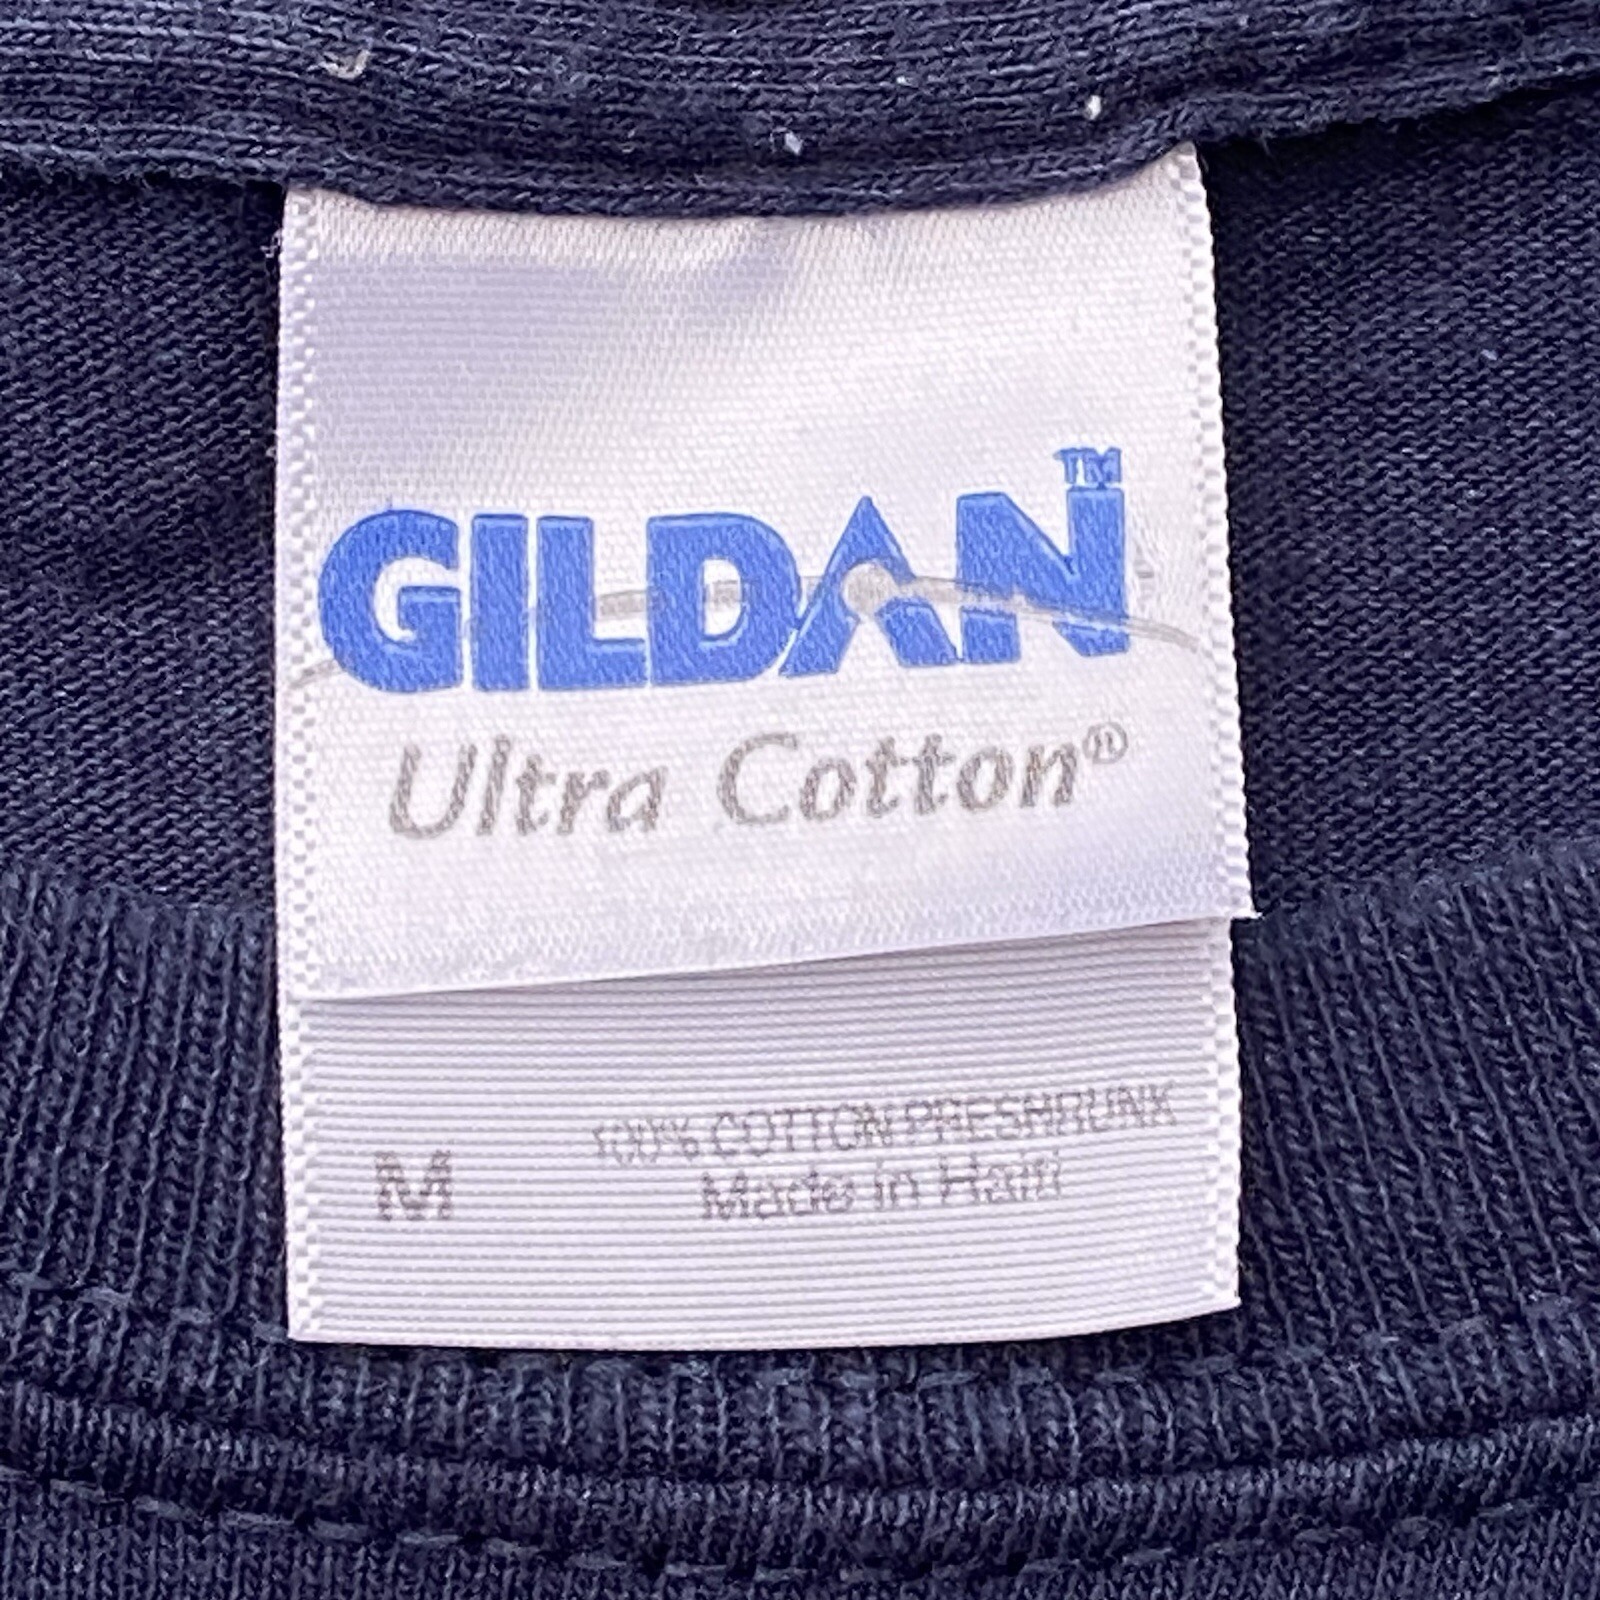 GILDAN™
Ultra Cotton®
100% COTTON PRESHRUNK
M Made in Haiti